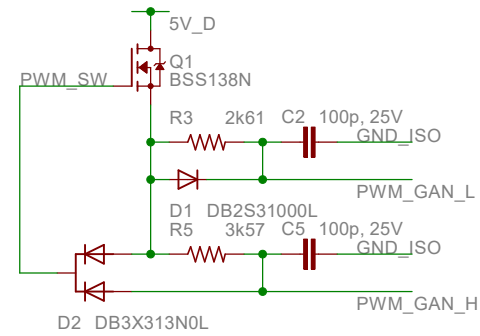 5V_D
Q1
PWM_SW BSS138N
R3 2k61 C2 100p, 25V
GND_ISO
PWM_GAN_L
D1 DB2S31000L
R5 3k57 C5 100p, 25V
GND_ISO
PWM_GAN_H
D2 DB3X313N0L